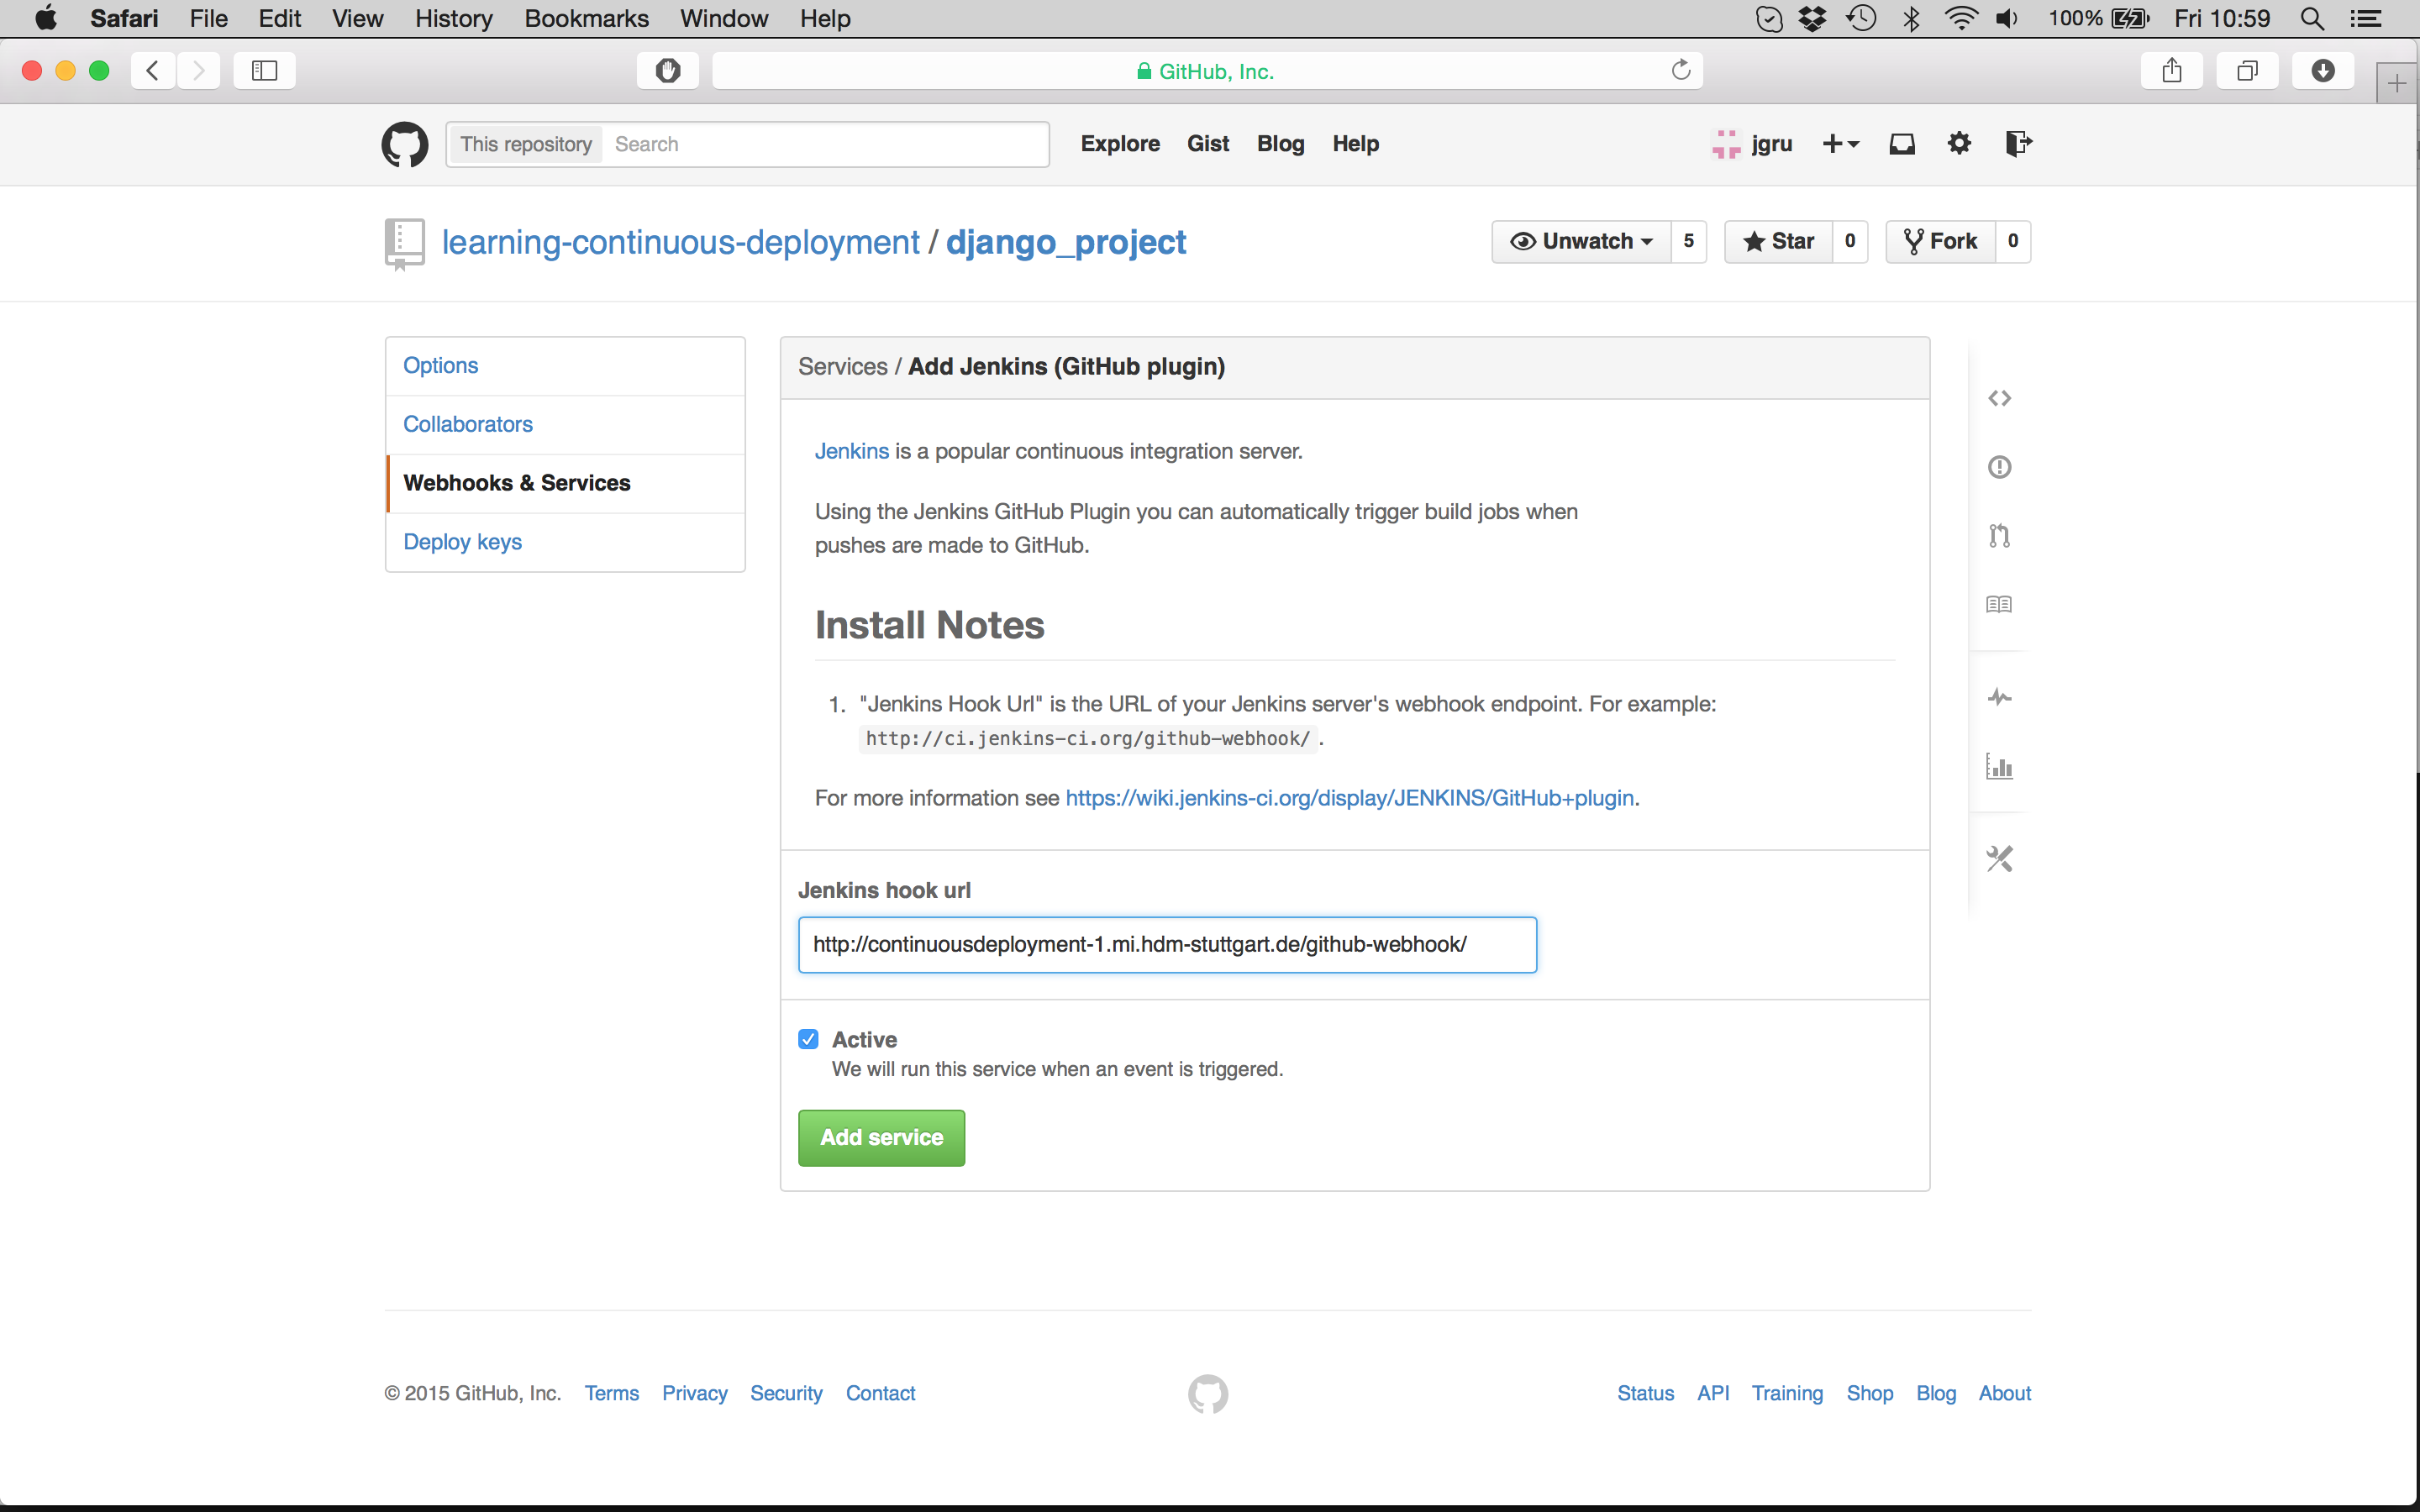 Safari File Edit View History Bookmarks Window Help 100% Fri 10:59
GitHub, Inc.
This repository Search Explore Gist Blog Help jgru
learning-continuous-deployment / django_project Unwatch 5 Star 0 Fork 0
Options
Collaborators
Webhooks & Services
Deploy keys
Services / Add Jenkins (GitHub plugin)
Jenkins is a popular continuous integration server.
Using the Jenkins GitHub Plugin you can automatically trigger build jobs when
pushes are made to GitHub.
Install Notes
1. "Jenkins Hook Url" is the URL of your Jenkins server's webhook endpoint. For example:
http://ci.jenkins-ci.org/github-webhook/ .
For more information see https://wiki.jenkins-ci.org/display/JENKINS/GitHub+plugin.
Jenkins hook url
http://continuousdeployment-1.mi.hdm-stuttgart.de/github-webhook/
Active
We will run this service when an event is triggered.
Add service
© 2015 GitHub, Inc. Terms Privacy Security Contact Status API Training Shop Blog About